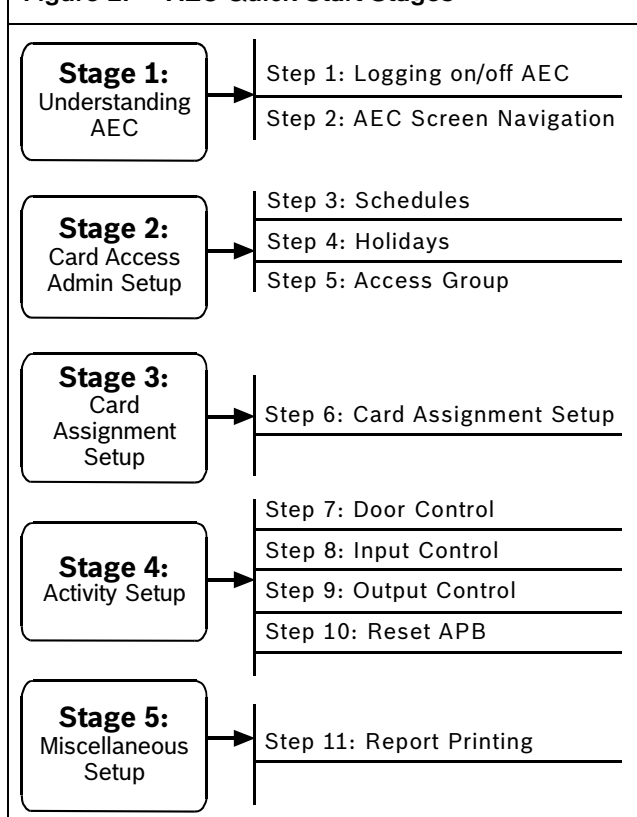 Figure 2: AEC Quick Start Stages
Stage 1:
Understanding
AEC
Step 1: Logging on/off AEC
Step 2: AEC Screen Navigation
Stage 2:
Card Access
Admin Setup
Step 3: Schedules
Step 4: Holidays
Step 5: Access Group
Stage 3:
Card
Assignment
Setup
Step 6: Card Assignment Setup
Stage 4:
Activity Setup
Step 7: Door Control
Step 8: Input Control
Step 9: Output Control
Step 10: Reset APB
Stage 5:
Miscellaneous
Setup
Step 11: Report Printing